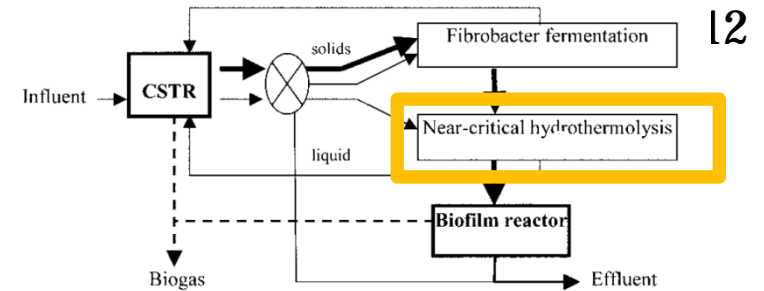 12
solids
Fibrobacter fermentation
Influent
CSTR
Near-critical hydrothermolysis
liquid
Biofilm reactor
Biogas
Effluent